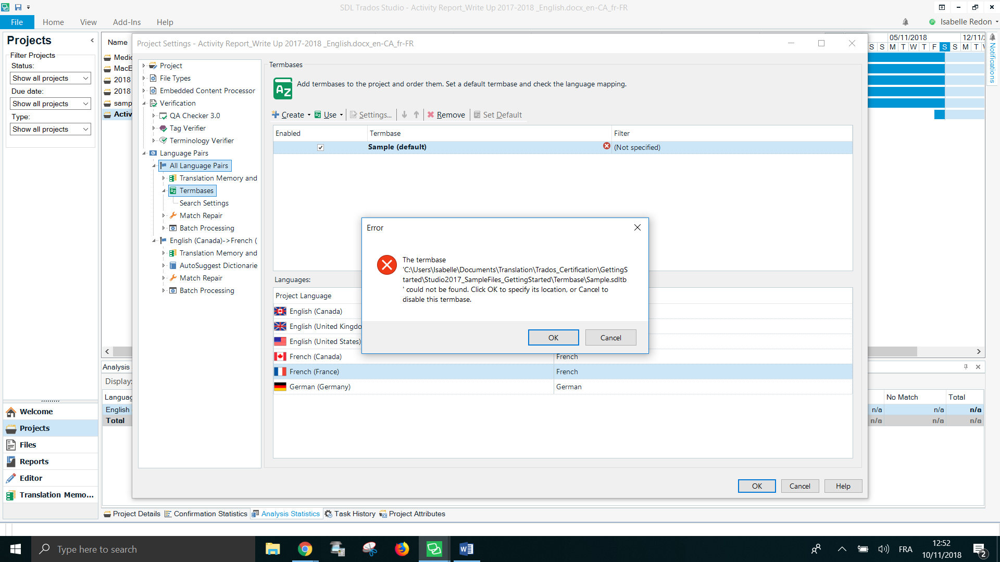 SDL Trados Studio - Activity Report_Write Up 2017-2018 _English.docx_en-CA_fr-FR
File Home View Add-Ins Help
Isabelle Redon
Projects
Filter Projects
Status:
Show all projects
Due date:
Show all projects
Type:
Show all projects
Name
Medic
MacE
2018
2018
samp
Activ
05/11/2018 12/11/
S S M T W T F S S M T
Notifications
Project Settings - Activity Report_Write Up 2017-2018 _English.docx_en-CA_fr-FR
Project
File Types
Embedded Content Processor
Verification
QA Checker 3.0
Tag Verifier
Terminology Verifier
Language Pairs
All Language Pairs
Translation Memory and
Termbases
Search Settings
Match Repair
Batch Processing
English (Canada)->French (
Translation Memory and
AutoSuggest Dictionarie
Match Repair
Batch Processing
Termbases
Add termbases to the project and order them. Set a default termbase and check the language mapping.
Create Use Settings... Remove Set Default
Enabled Termbase Filter
Sample (default) (Not specified)
Error
The termbase
'C:\Users\Isabelle\Documents\Translation\Trados_Certification\GettingS
tarted\Studio2017_SampleFiles_GettingStarted\Termbase\Sample.sdltb
' could not be found. Click OK to specify its location, or Cancel to
disable this termbase.
OK Cancel
Languages:
Project Language
English (Canada)
English (United Kingdo
English (United States)
French (Canada) French
French (France) French
German (Germany) German
OK Cancel Help
Analysis
Display:
Languag
English
Total
No Match Total
n/a n/a n/a
n/a n/a n/a
Welcome
Projects
Files
Reports
Editor
Translation Memo...
Project Details Confirmation Statistics Analysis Statistics Task History Project Attributes
Type here to search
FRA
12:52
10/11/2018
2